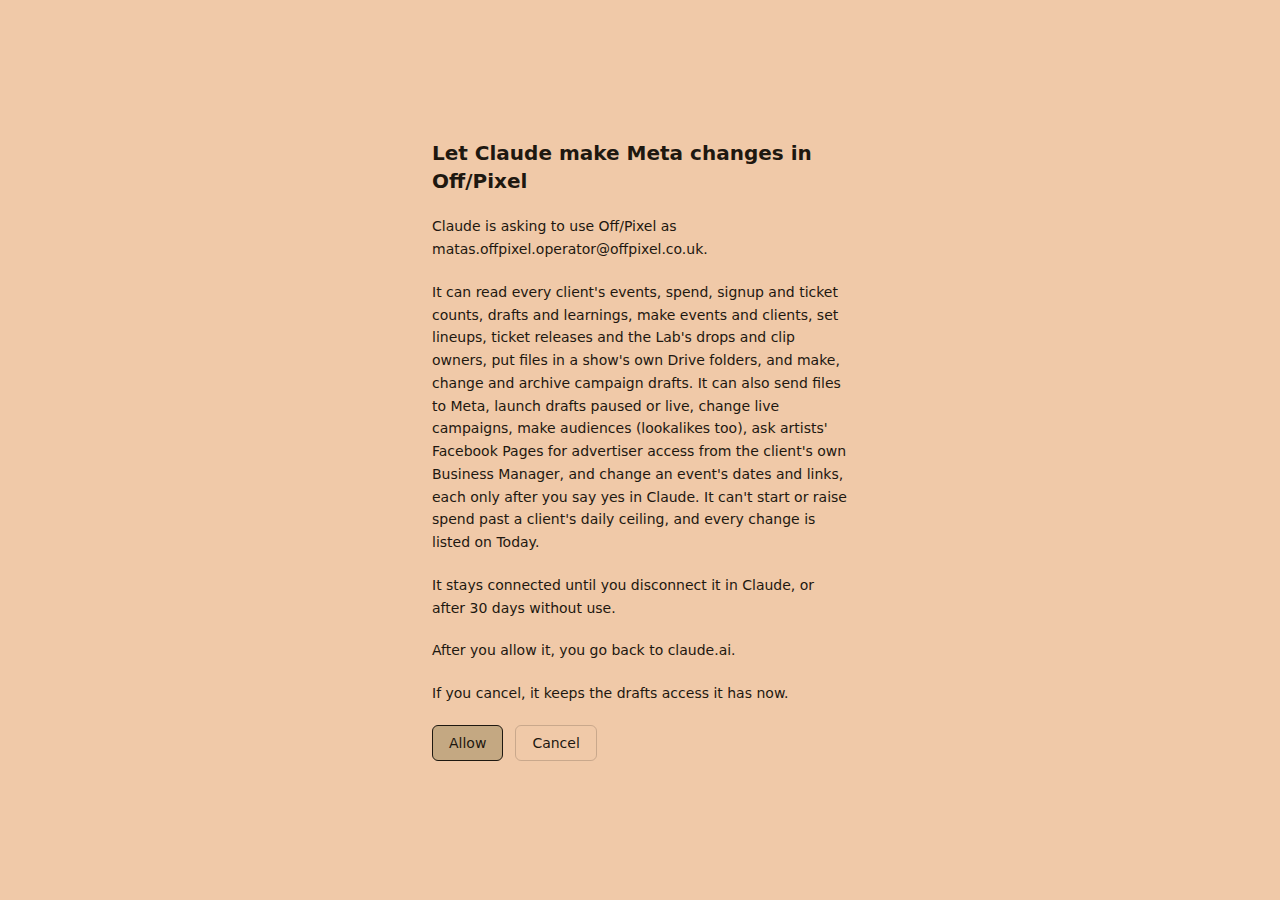 Let Claude make Meta changes in
Off/Pixel
Claude is asking to use Off/Pixel as
matas.offpixel.operator@offpixel.co.uk.
It can read every client's events, spend, signup and ticket
counts, drafts and learnings, make events and clients, set
lineups, ticket releases and the Lab's drops and clip
owners, put files in a show's own Drive folders, and make,
change and archive campaign drafts. It can also send files
to Meta, launch drafts paused or live, change live
campaigns, make audiences (lookalikes too), ask artists'
Facebook Pages for advertiser access from the client's own
Business Manager, and change an event's dates and links,
each only after you say yes in Claude. It can't start or raise
spend past a client's daily ceiling, and every change is
listed on Today.
It stays connected until you disconnect it in Claude, or
after 30 days without use.
After you allow it, you go back to claude.ai.
If you cancel, it keeps the drafts access it has now.
Allow
Cancel